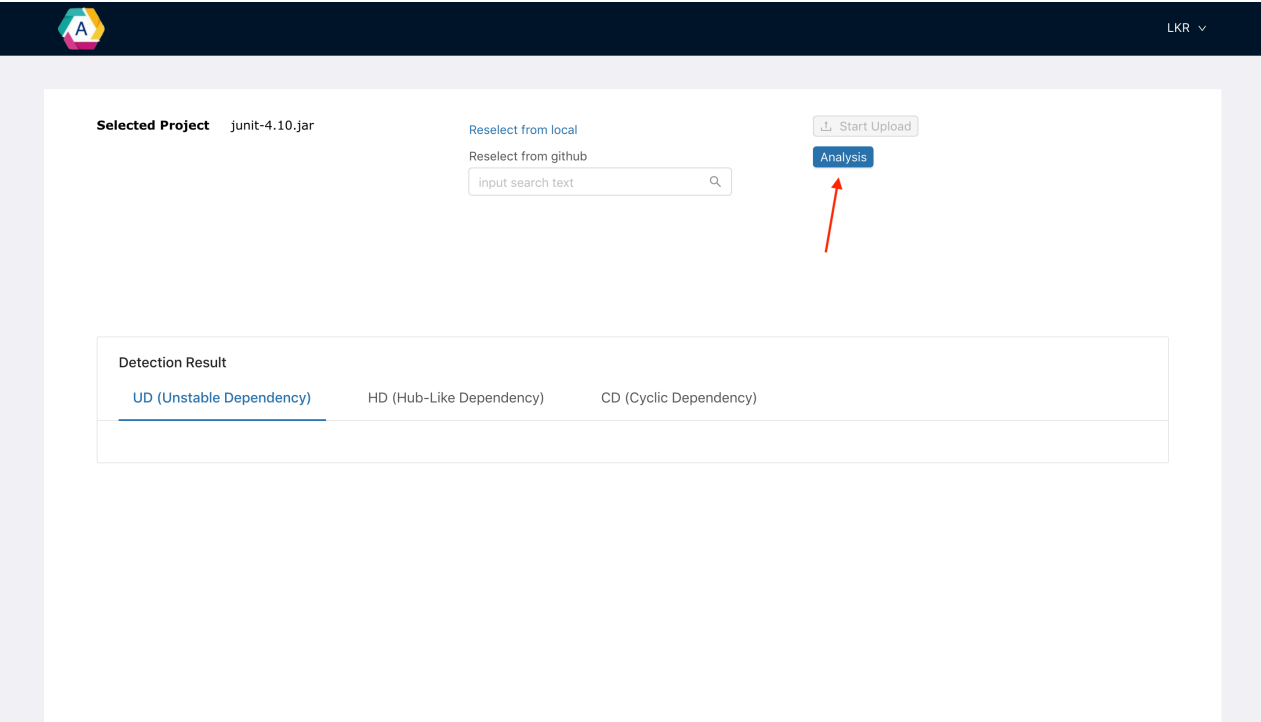 A
LKR
Selected Project junit-4.10.jar
Reselect from local
Start Upload
Reselect from github
Analysis
input search text
Detection Result
UD (Unstable Dependency) HD (Hub-Like Dependency) CD (Cyclic Dependency)